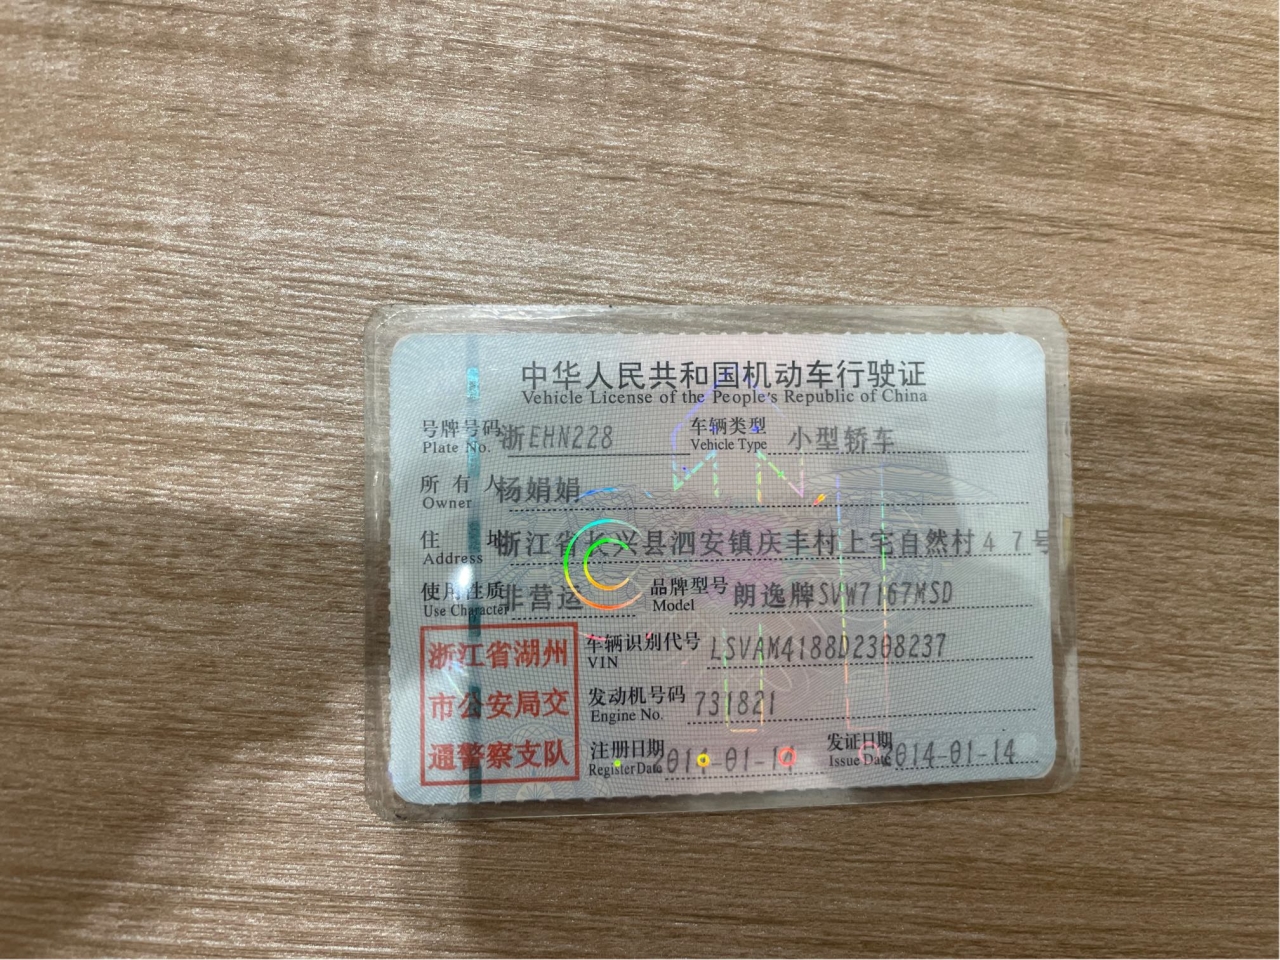 中华人民共和国机动车行驶证
Vehicle License of the People's Republic of China
号牌号码 浙EHN228 车辆类型 小型轿车
Plate No. Vehicle Type
所有人 杨娟娟
Owner
住址 浙江省长兴县泗安镇庆丰村上宅自然村47号
Address
使用性质 非营运 品牌型号 朗逸牌SVW7167MSD
Use Character Model
浙江省湖州
市公安局交
通警察支队
车辆识别代号 LSVAM4188D2308237
VIN
发动机号码 731821
Engine No.
注册日期 2014-01-14 发证日期 2014-01-14
Register Date Issue Date